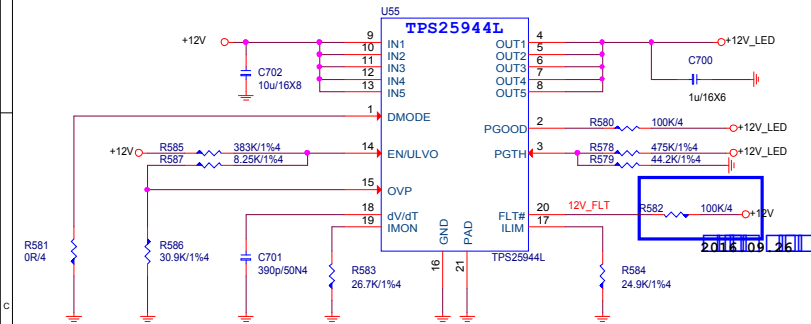 U55
TPS25944L
+12V
9 IN1 OUT1 4 +12V_LED
10 IN2 OUT2 5
11 IN3 OUT3 6
12 IN4 OUT4 7
13 IN5 OUT5 8
C702
10u/16X8
C700
1u/16X6
1 DMODE
PGOOD 2 R580 100K/4 +12V_LED
+12V R585 383K/1%4 14 EN/ULVO
R587 8.25K/1%4
PGTH 3 R578 475K/1%4 +12V_LED
R579 44.2K/1%4
15 OVP
18 dV/dT
19 IMON
FLT# 20 12V_FLT R582 100K/4 +12V
ILIM 17
GND PAD
16 21
TPS25944L
2016 09.26
R581
0R/4
R586
30.9K/1%4
C701
390p/50N4
R583
26.7K/1%4
R584
24.9K/1%4
C